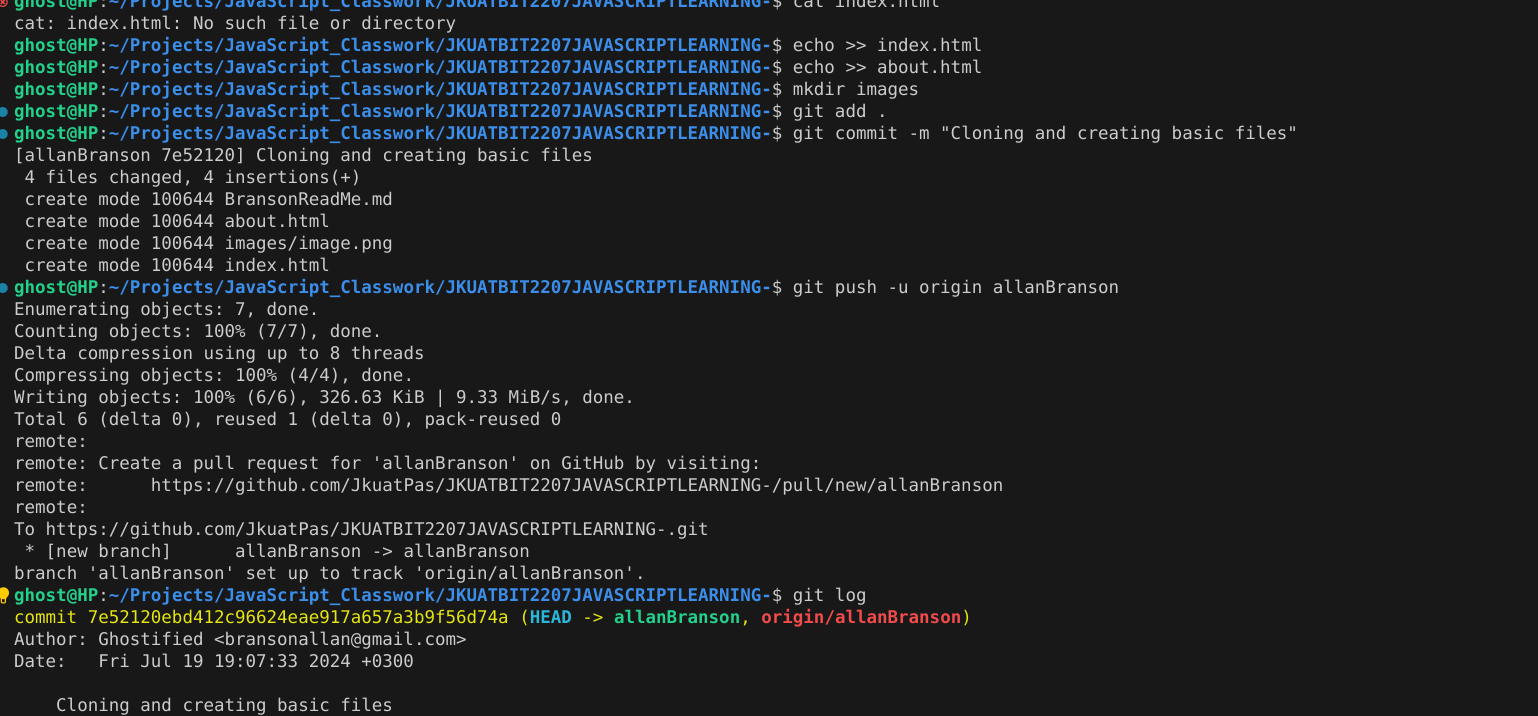 ghost@HP:~/Projects/JavaScript_Classwork/JKUATBIT2207JAVASCRIPTLEARNING-$ cat index.html
cat: index.html: No such file or directory
ghost@HP:~/Projects/JavaScript_Classwork/JKUATBIT2207JAVASCRIPTLEARNING-$ echo >> index.html
ghost@HP:~/Projects/JavaScript_Classwork/JKUATBIT2207JAVASCRIPTLEARNING-$ echo >> about.html
ghost@HP:~/Projects/JavaScript_Classwork/JKUATBIT2207JAVASCRIPTLEARNING-$ mkdir images
ghost@HP:~/Projects/JavaScript_Classwork/JKUATBIT2207JAVASCRIPTLEARNING-$ git add .
ghost@HP:~/Projects/JavaScript_Classwork/JKUATBIT2207JAVASCRIPTLEARNING-$ git commit -m "Cloning and creating basic files"
[allanBranson 7e52120] Cloning and creating basic files
 4 files changed, 4 insertions(+)
 create mode 100644 BransonReadMe.md
 create mode 100644 about.html
 create mode 100644 images/image.png
 create mode 100644 index.html
ghost@HP:~/Projects/JavaScript_Classwork/JKUATBIT2207JAVASCRIPTLEARNING-$ git push -u origin allanBranson
Enumerating objects: 7, done.
Counting objects: 100% (7/7), done.
Delta compression using up to 8 threads
Compressing objects: 100% (4/4), done.
Writing objects: 100% (6/6), 326.63 KiB | 9.33 MiB/s, done.
Total 6 (delta 0), reused 1 (delta 0), pack-reused 0
remote:
remote: Create a pull request for 'allanBranson' on GitHub by visiting:
remote:      https://github.com/JkuatPas/JKUATBIT2207JAVASCRIPTLEARNING-/pull/new/allanBranson
remote:
To https://github.com/JkuatPas/JKUATBIT2207JAVASCRIPTLEARNING-.git
 * [new branch]      allanBranson -> allanBranson
branch 'allanBranson' set up to track 'origin/allanBranson'.
ghost@HP:~/Projects/JavaScript_Classwork/JKUATBIT2207JAVASCRIPTLEARNING-$ git log
commit 7e52120ebd412c96624eae917a657a3b9f56d74a (HEAD -> allanBranson, origin/allanBranson)
Author: Ghostified <bransonallan@gmail.com>
Date:   Fri Jul 19 19:07:33 2024 +0300

    Cloning and creating basic files